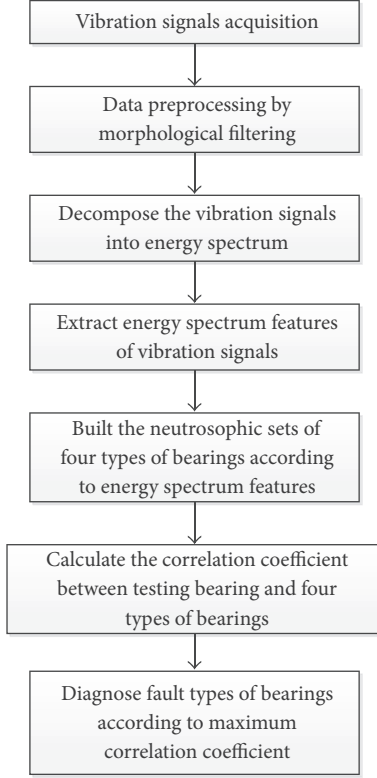 Vibration signals acquisition
Data preprocessing by
morphological filtering
Decompose the vibration signals
into energy spectrum
Extract energy spectrum features
of vibration signals
Built the neutrosophic sets of
four types of bearings according
to energy spectrum features
Calculate the correlation coefficient
between testing bearing and four
types of bearings
Diagnose fault types of bearings
according to maximum
correlation coefficient